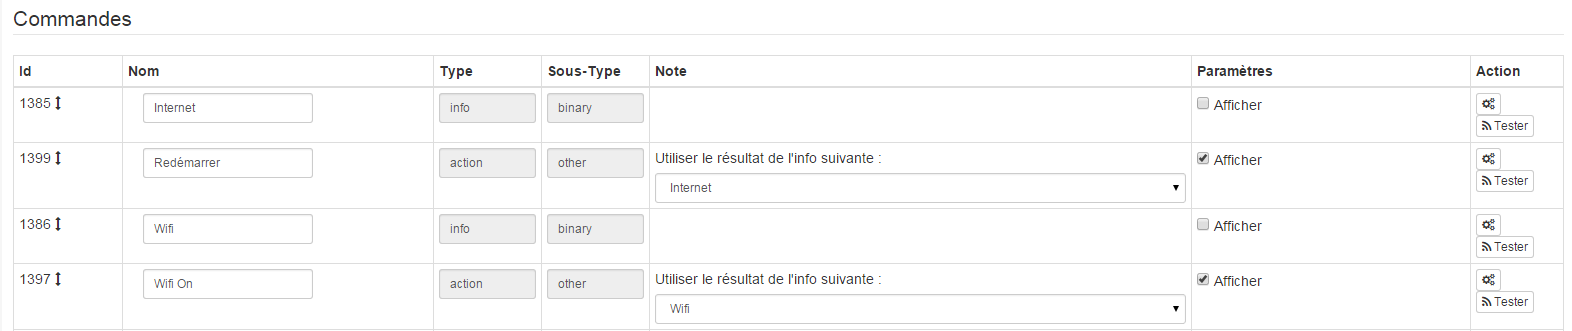 Commandes
Id Nom Type Sous-Type Note Paramètres Action
1385 Internet info binary Afficher
Tester
1399 Redémarrer action other Utiliser le résultat de l'info suivante : Afficher
Internet Tester
1386 Wifi info binary Afficher
Tester
1397 Wifi On action other Utiliser le résultat de l'info suivante : Afficher
Wifi Tester